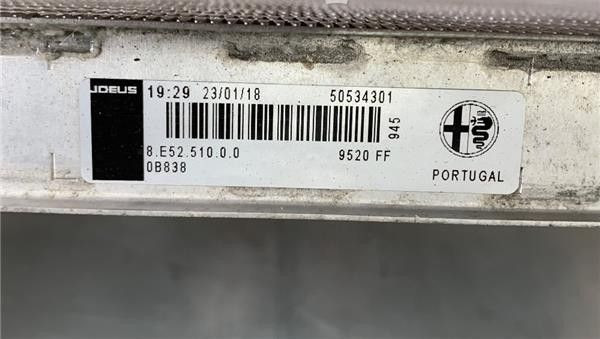 JDEUS 19:29 23/01/18 50534301
945
8.E52.510.0.0 9520 FF
0B838 PORTUGAL